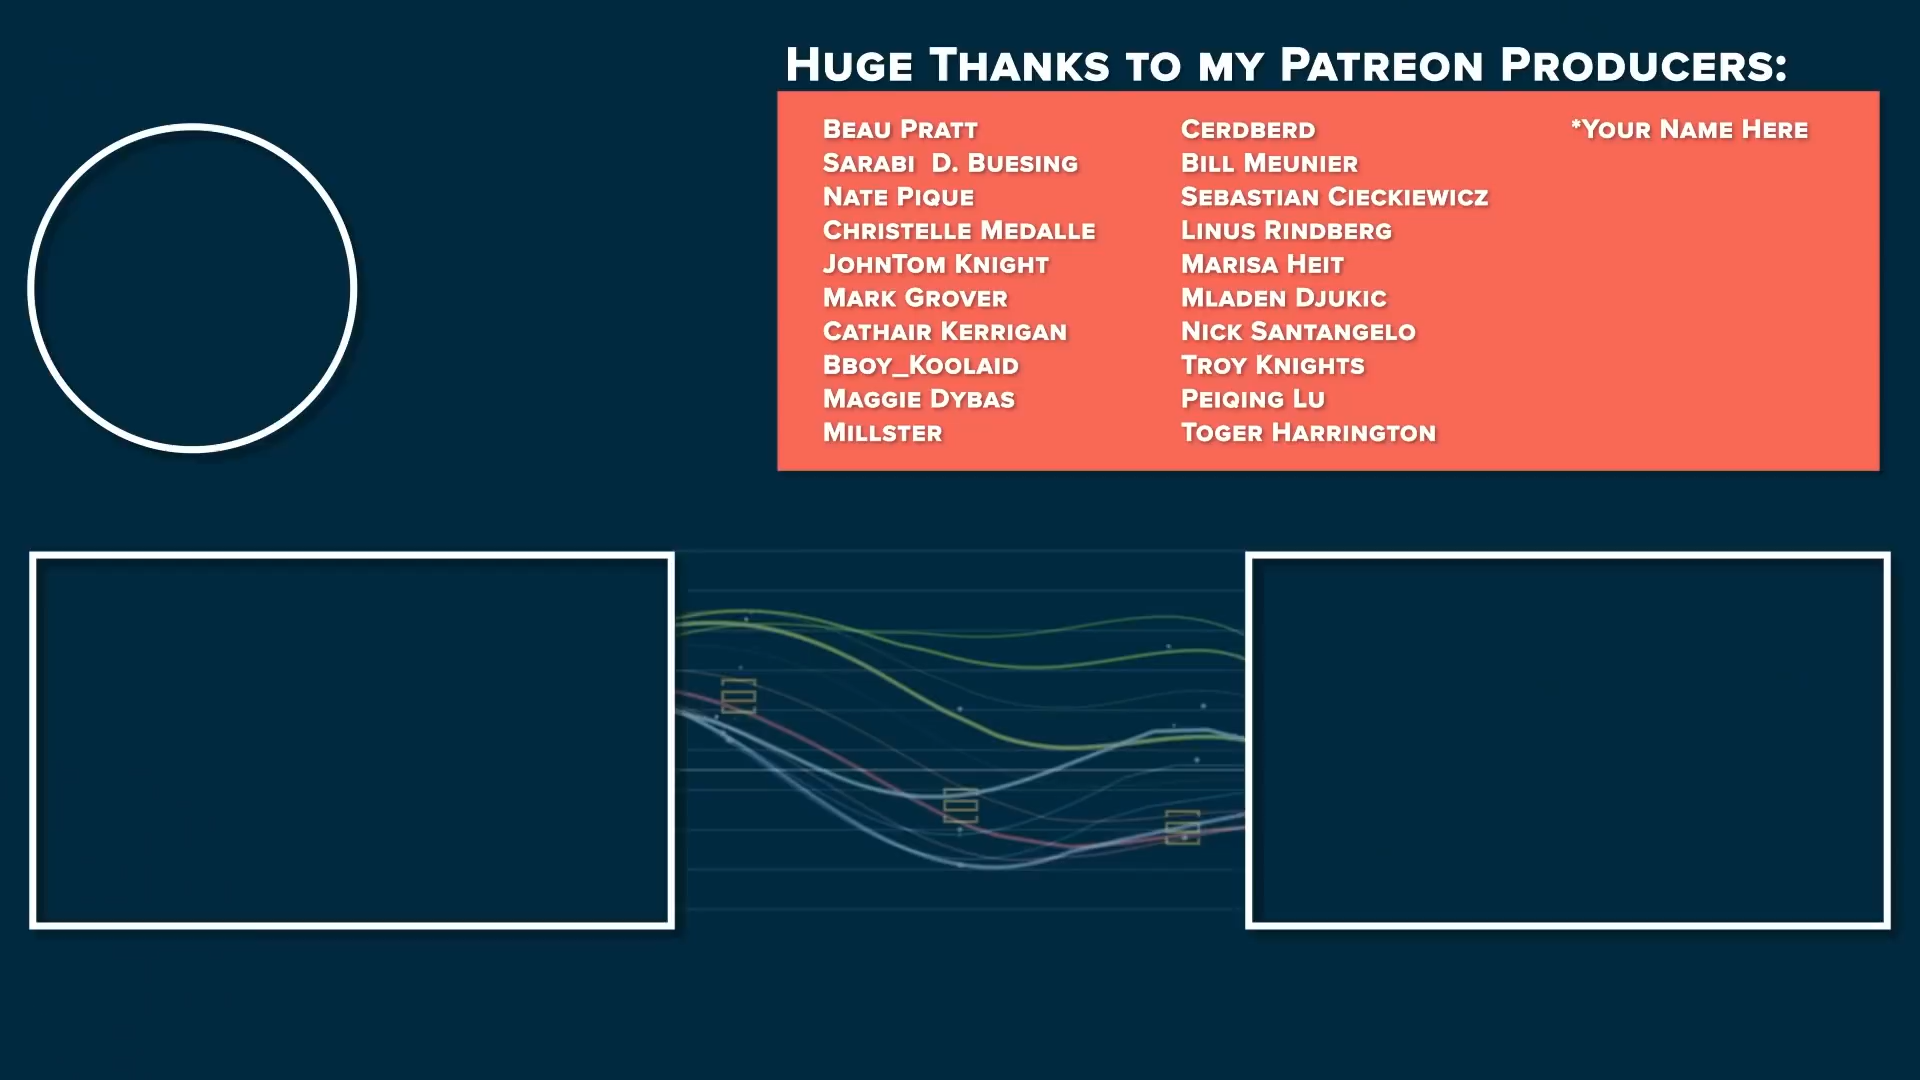 Huge Thanks to my Patreon Producers:
Beau Pratt
Sarabi  D. Buesing
Nate Pique
Christelle Medalle
JohnTom Knight
Mark Grover
Cathair Kerrigan
Bboy_Koolaid
Maggie Dybas
Millster
Cerdberd
Bill Meunier
Sebastian Cieckiewicz
Linus Rindberg
Marisa Heit
Mladen Djukic
Nick Santangelo
Troy Knights
Peiqing Lu
Toger Harrington
*Your Name Here